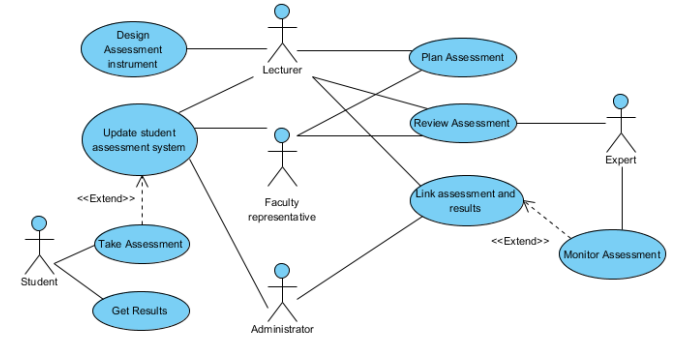 Design
Assessment
instrument
Lecturer
Plan Assessment
Update student
assessment system
Review Assessment
Expert
Faculty
representative
<<Extend>>
Link assessment and
results
Student
Take Assessment
<<Extend>>
Monitor Assessment
Get Results
Administrator